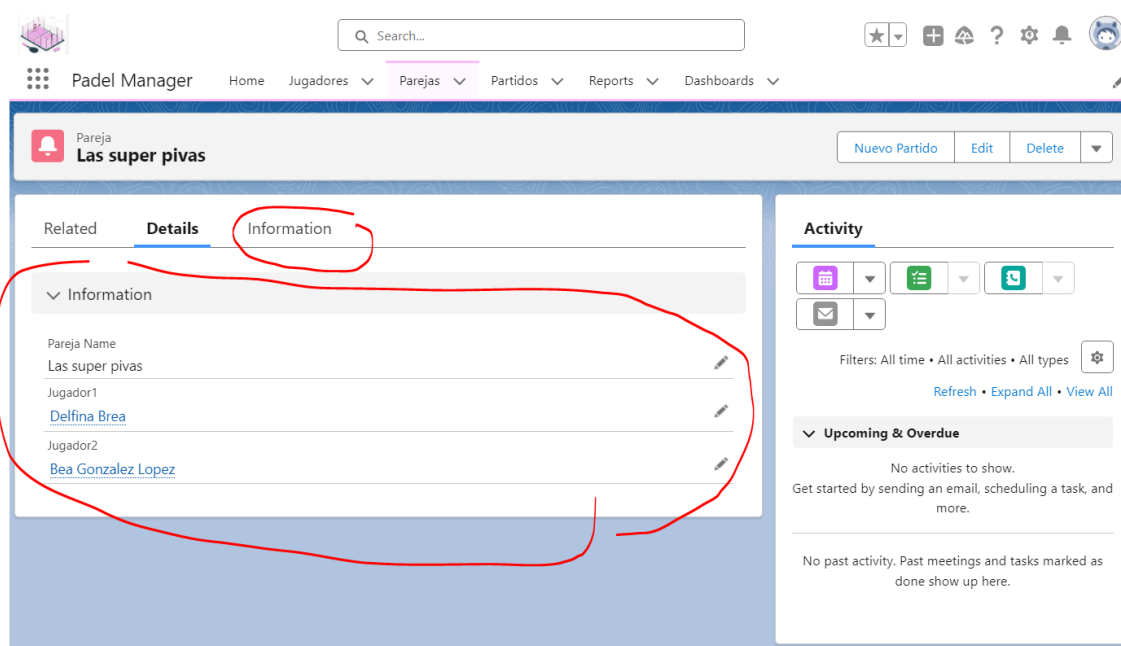 Search...
Padel Manager Home Jugadores Parejas Partidos Reports Dashboards
Pareja
Las super pivas
Nuevo Partido Edit Delete
Related Details Information
Information
Pareja Name
Las super pivas
Jugador1
Delfina Brea
Jugador2
Bea Gonzalez Lopez
Activity
Filters: All time • All activities • All types
Refresh • Expand All • View All
Upcoming & Overdue
No activities to show.
Get started by sending an email, scheduling a task, and
more.
No past activity. Past meetings and tasks marked as
done show up here.